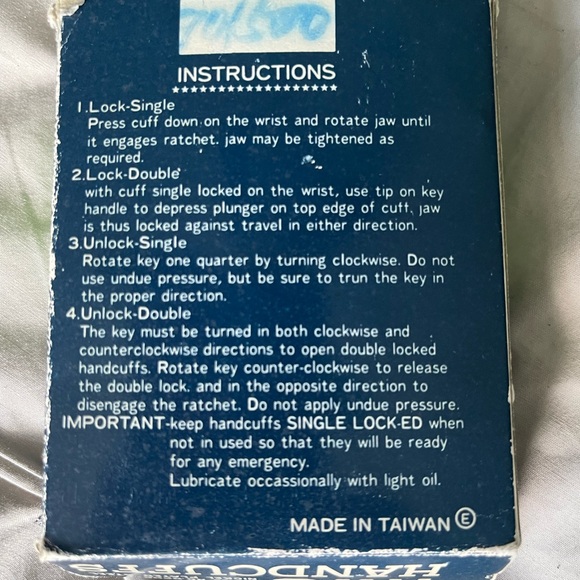 INSTRUCTIONS
1.Lock-Single
Press cuff down on the wrist and rotate jaw until
it engages ratchet. jaw may be tightened as
required.
2.Lock-Double
with cuff single locked on the wrist, use tip on key
handle to depress plunger on top edge of cuff. jaw
is thus locked against travel in either direction.
3.Unlock-Single
Rotate key one quarter by turning clockwise. Do not
use undue pressure, but be sure to trun the key in
the proper direction.
4.Unlock-Double
The key must be turned in both clockwise and
counterclockwise directions to open double locked
handcuffs. Rotate key counter-clockwise to release
the double lock. and in the opposite direction to
disengage the ratchet. Do not apply undue pressure.
IMPORTANT-keep handcuffs SINGLE LOCK-ED when
not in used so that they will be ready
for any emergency.
Lubricate occassionally with light oil.
MADE IN TAIWAN Ⓔ
HANDCUFFS